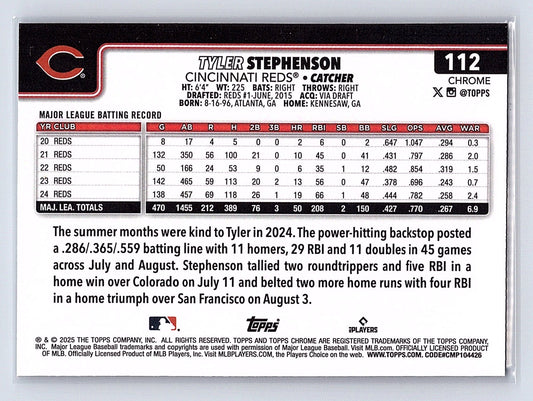 C
TYLER STEPHENSON
CINCINNATI REDS® • CATCHER
HT: 6'4" WT: 225 BATS: RIGHT THROWS: RIGHT
DRAFTED: REDS #1-JUNE, 2015 ACQ: VIA DRAFT
BORN: 8-16-96, ATLANTA, GA HOME: KENNESAW, GA
112
CHROME
X @TOPPS
MAJOR LEAGUE BATTING RECORD
YR CLUB G AB R H 2B 3B HR RBI SB BB SLG OPS AVG WAR
20 REDS 8 17 4 5 0 0 2 6 0 2 .647 1.047 .294 0.3
21 REDS 132 350 56 100 21 0 10 45 0 41 .431 .797 .286 2.0
22 REDS 50 166 24 53 9 0 6 35 1 12 .482 .854 .319 1.5
23 REDS 142 465 59 113 20 2 13 56 0 47 .378 .696 .243 0.7
24 REDS 138 457 69 118 26 1 19 66 1 48 .444 .782 .258 2.4
MAJ. LEA. TOTALS 470 1455 212 389 76 3 50 208 2 150 .427 .770 .267 6.9
The summer months were kind to Tyler in 2024. The power-hitting backstop posted
a .286/.365/.559 batting line with 11 homers, 29 RBI and 11 doubles in 45 games
across July and August. Stephenson tallied two roundtrippers and five RBI in a
home win over Colorado on July 11 and belted two more home runs with four RBI
in a home triumph over San Francisco on August 3.
Topps
PLAYERS
® & © 2025 THE TOPPS COMPANY, INC. ALL RIGHTS RESERVED. TOPPS AND TOPPS CHROME ARE REGISTERED TRADEMARKS OF THE TOPPS COMPANY,
INC. Major League Baseball trademarks and copyrights are used with permission of Major League Baseball. Visit MLB.com. OFFICIALLY LICENSED PRODUCT
OF MLB. Officially Licensed Product of MLB Players, Inc. Visit MLBPLAYERS.com, the Players Choice on the web. WWW.TOPPS.COM. CODE#CMP104426